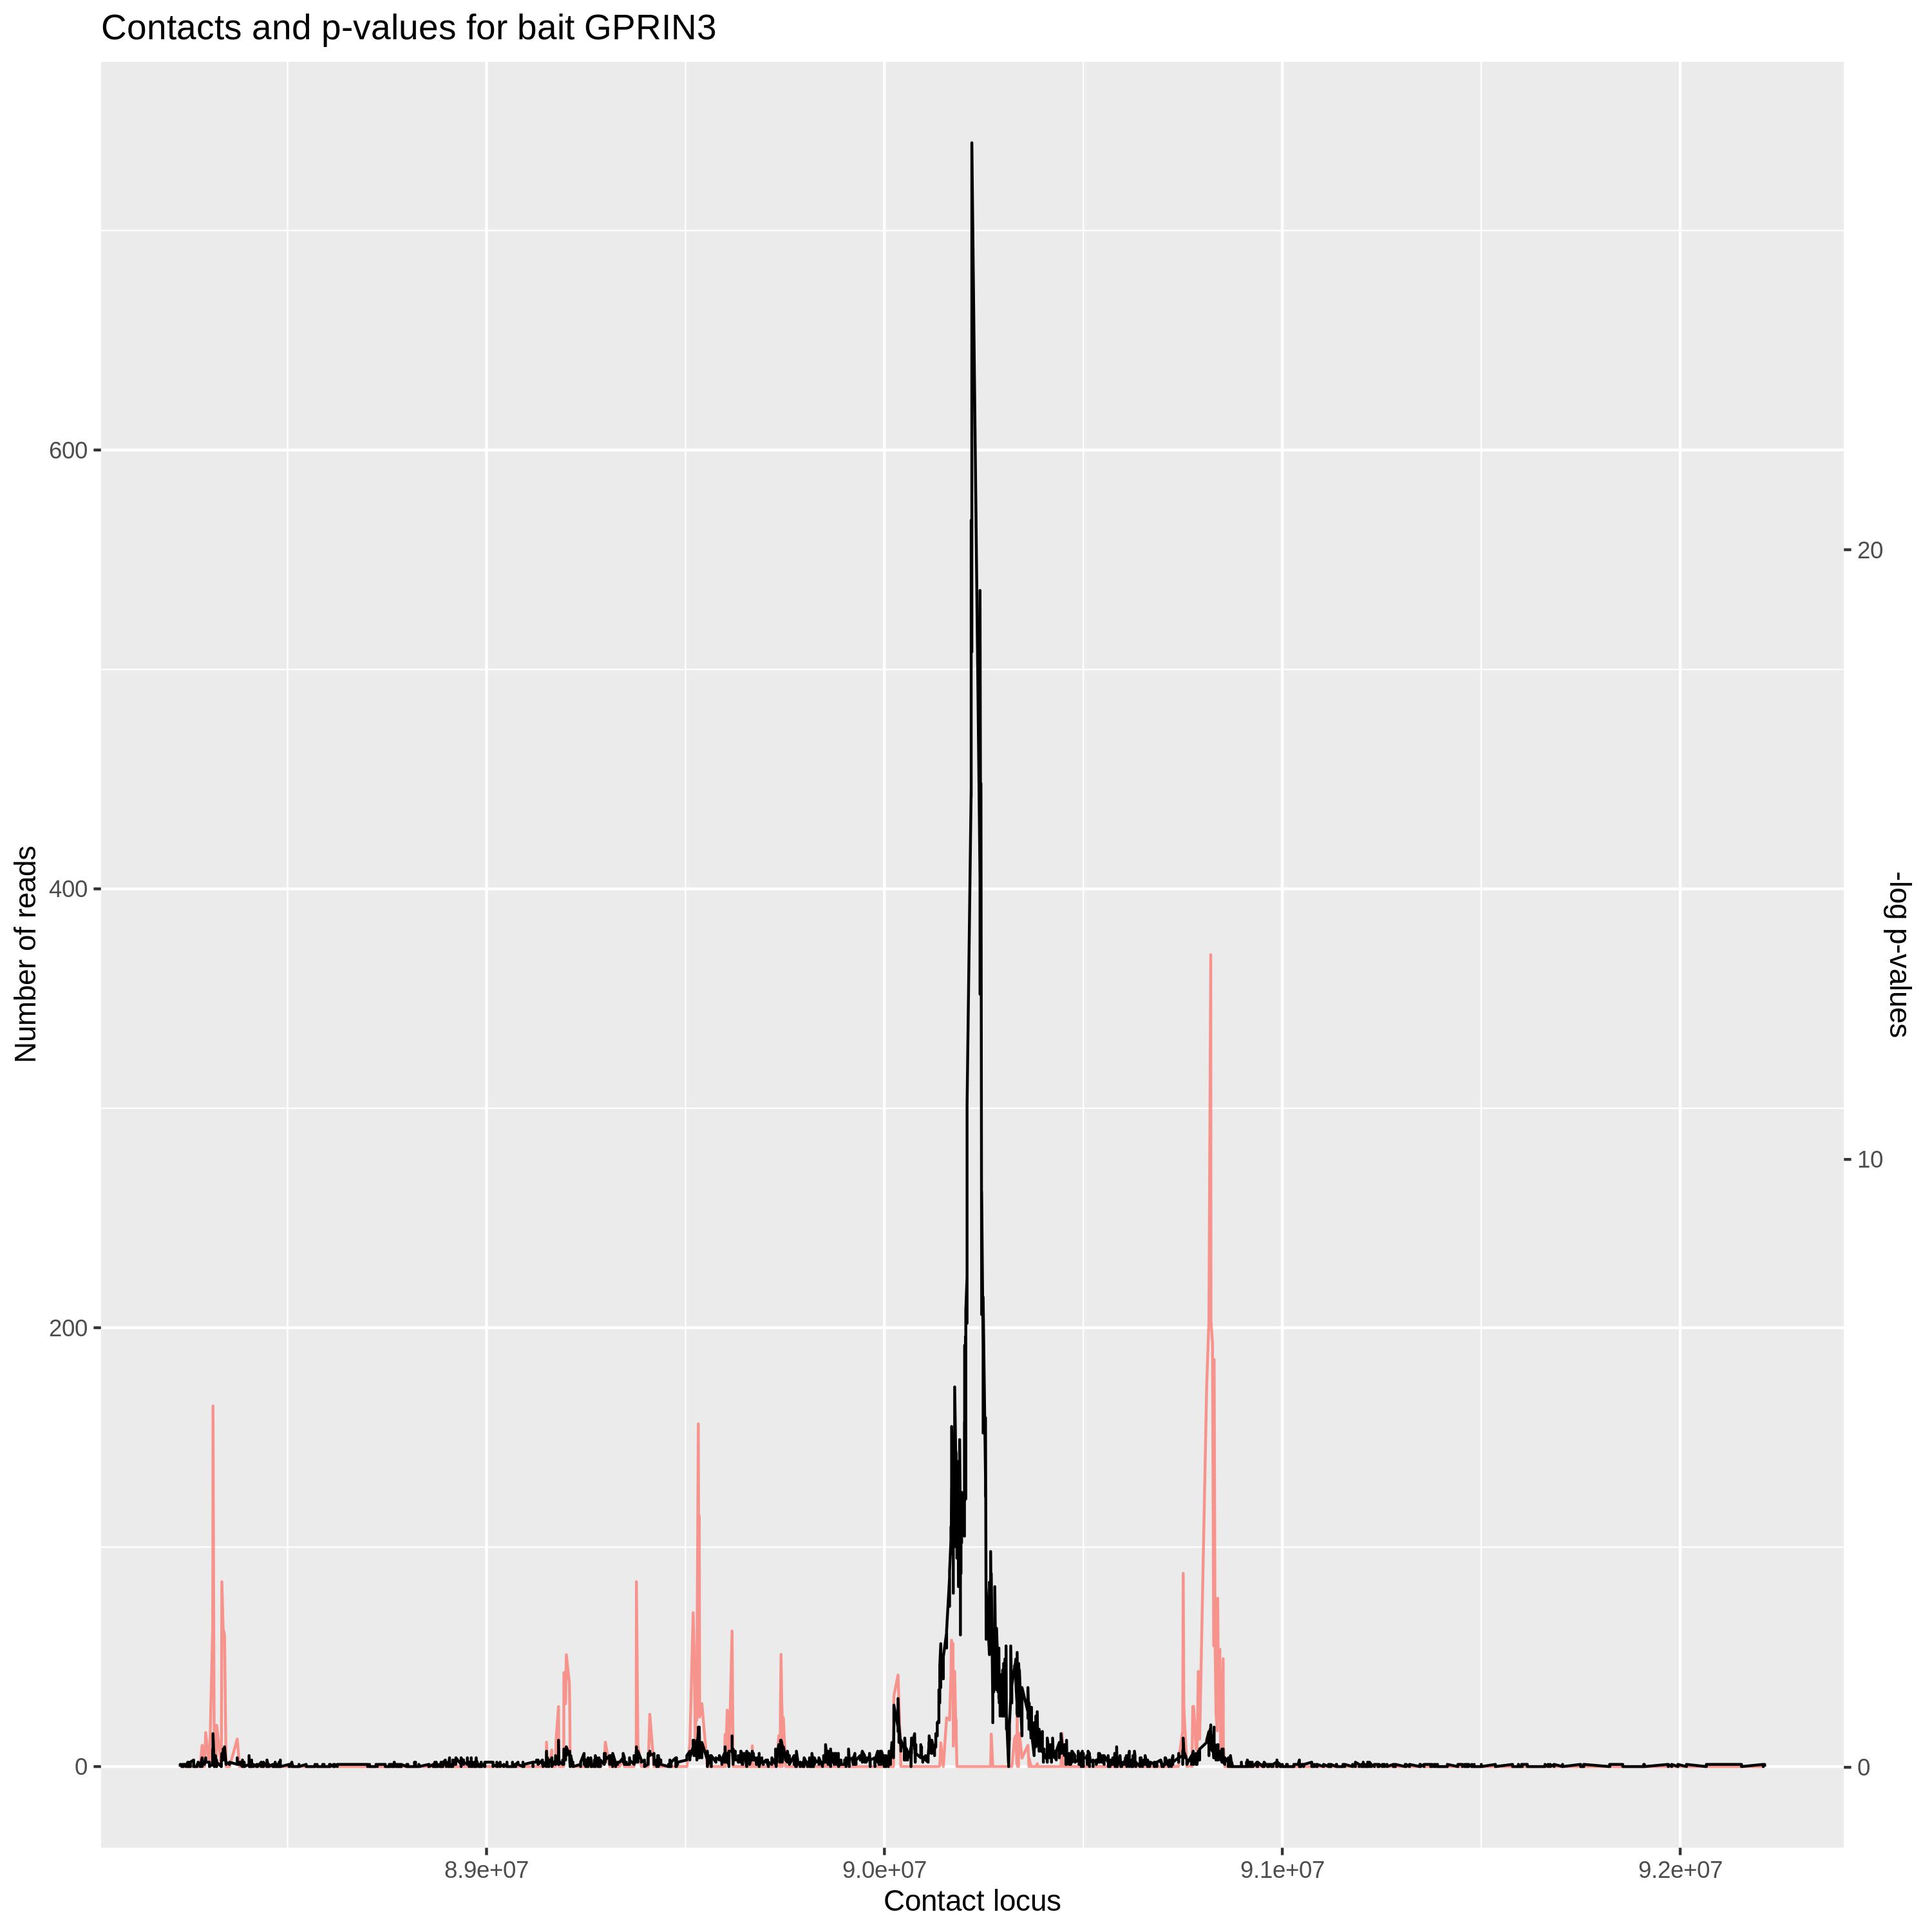 Contacts and p-values for bait GPRIN3
Number of reads
600
400
200
0
20
10
0
-log p-values
8.9e+07
9.0e+07
9.1e+07
9.2e+07
Contact locus